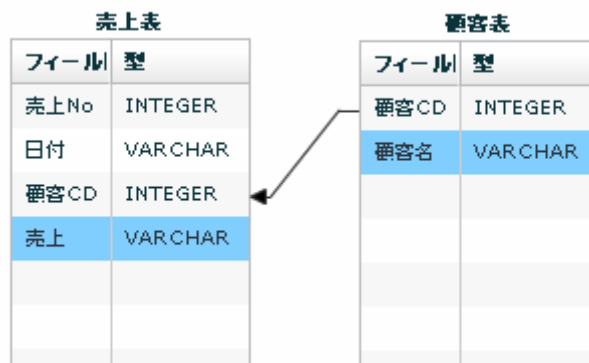 売上表
フィール 型
売上No INTEGER
日付 VARCHAR
顧客CD INTEGER
売上 VARCHAR
顧客表
フィール 型
顧客CD INTEGER
顧客名 VARCHAR